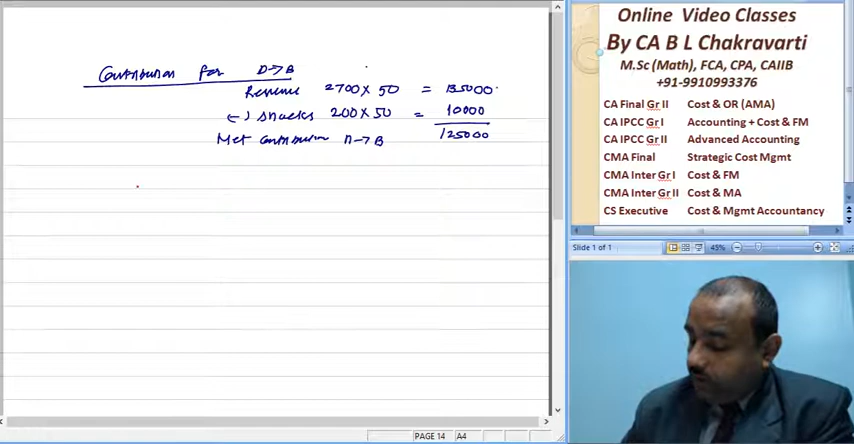 Contribution for D→B
Revenue 2700 × 50 = 135000
(-) Snacks 200 × 50 = 10000
Net Contribution D→B 125000
PAGE 14 A4
Online Video Classes
By CA B L Chakravarti
M.Sc (Math), FCA, CPA, CAIIB
+91-9910993376
CA Final Gr II Cost & OR (AMA)
CA IPCC Gr I Accounting + Cost & FM
CA IPCC Gr II Advanced Accounting
CMA Final Strategic Cost Mgmt
CMA Inter Gr I Cost & FM
CMA Inter Gr II Cost & MA
CS Executive Cost & Mgmt Accountancy
Slide 1 of 1 45%